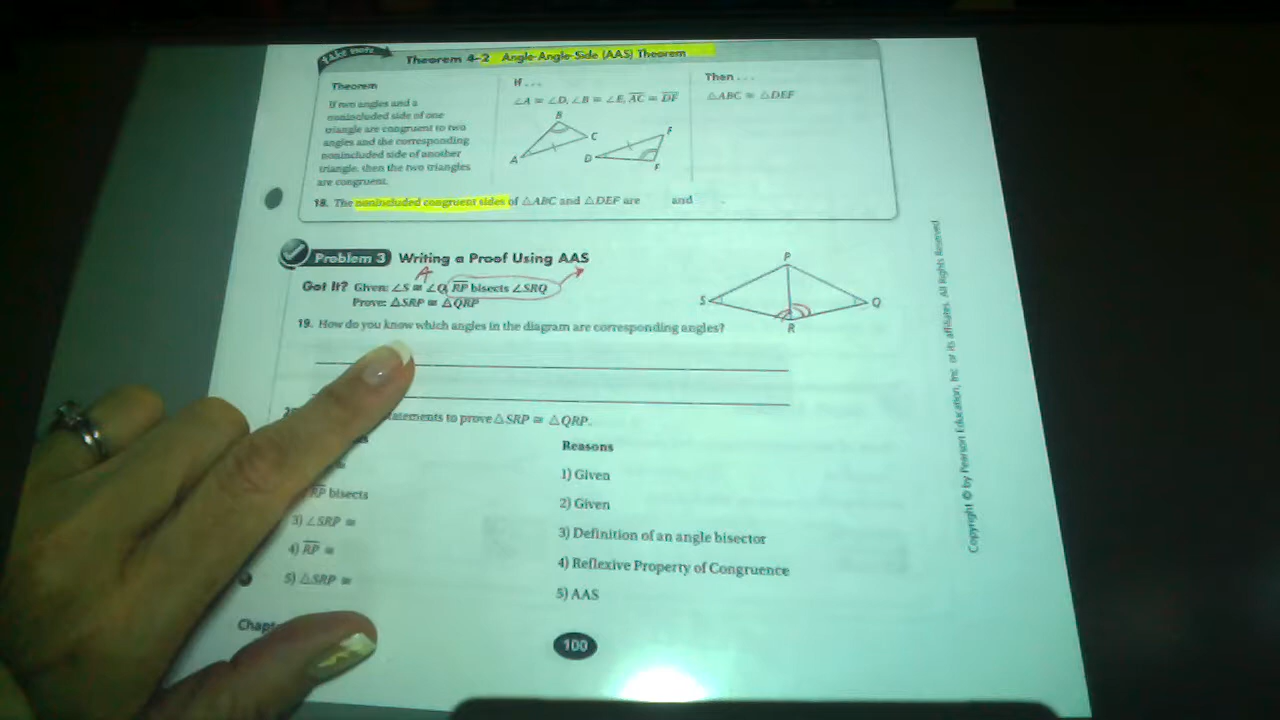 take note
Theorem 4-2 Angle-Angle-Side (AAS) Theorem
Theorem
If two angles and a
nonincluded side of one
triangle are congruent to two
angles and the corresponding
nonincluded side of another
triangle, then the two triangles
are congruent.
If . . .
∠A ≅ ∠D, ∠B ≅ ∠E, AC ≅ DF
B
C
A
F
D
E
Then . . .
△ABC ≅ △DEF
18. The nonincluded congruent sides of △ABC and △DEF are and .
Problem 3 Writing a Proof Using AAS
A
Got It? Given: ∠S ≅ ∠Q, RP bisects ∠SRQ
Prove: △SRP ≅ △QRP
P
S
Q
R
19. How do you know which angles in the diagram are corresponding angles?
statements to prove △SRP ≅ △QRP.
Reasons
1) Given
RP bisects
2) Given
3) ∠SRP ≅
3) Definition of an angle bisector
4) RP ≅
4) Reflexive Property of Congruence
5) △SRP ≅
5) AAS
100
Copyright © by Pearson Education, Inc. or its affiliates. All Rights Reserved